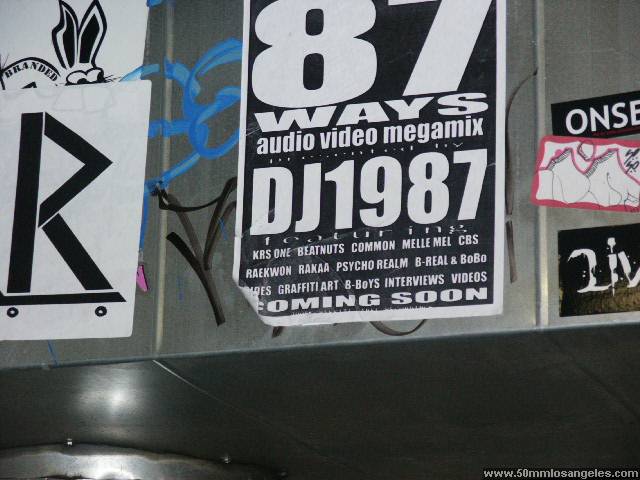 BRANDED
R
87
WAYS
audio video megamix
DJ1987
featuring
KRS ONE BEATNUTS COMMON MELLE MEL CBS
RAEKWON RAKAA PSYCHO REALM B-REAL & BoBo
GRAFFITI ART B-BoYS INTERVIEWS VIDEOS
COMING SOON
ONSE
Liv
www.50mmlosangeles.com